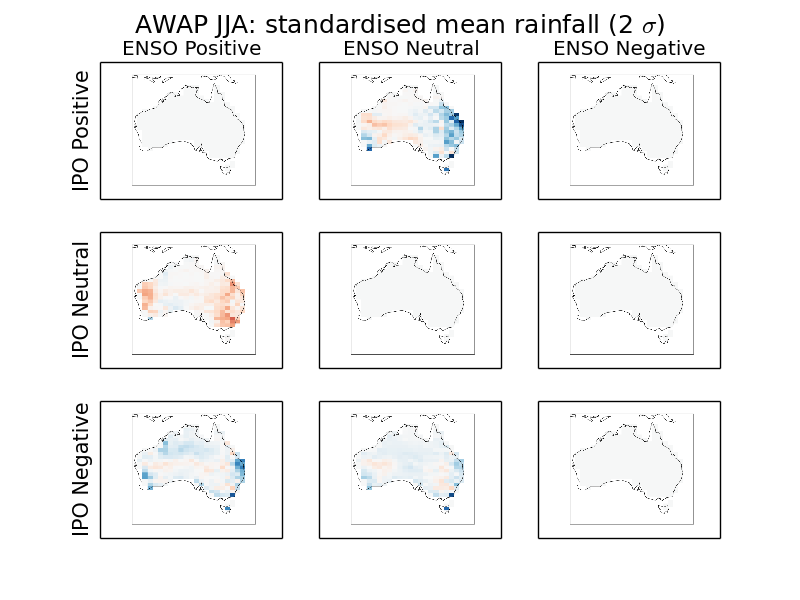 AWAP JJA: standardised mean rainfall (2 σ)
ENSO Positive ENSO Neutral ENSO Negative
IPO Positive
IPO Neutral
IPO Negative